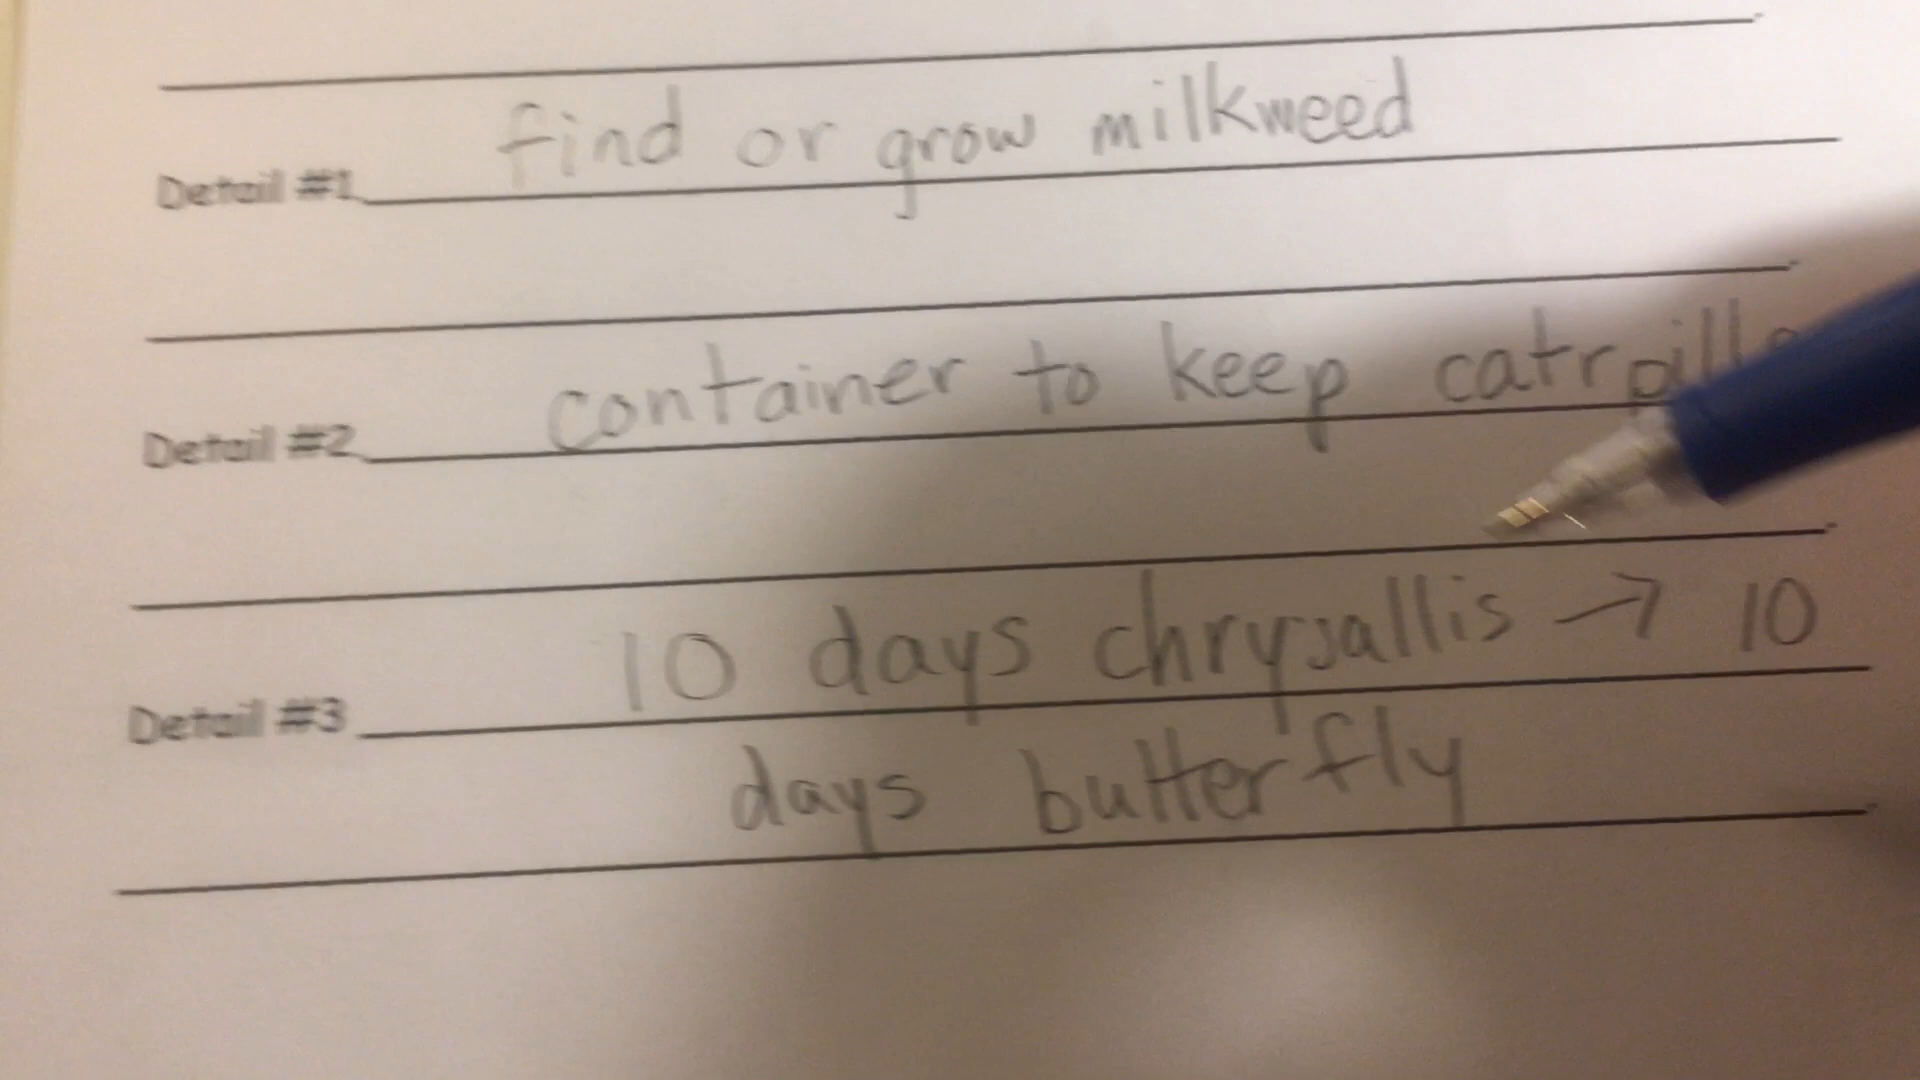 find or grow milkweed
Detail #1
container to keep
Detail #2
10 days chrysallis → 10
Detail #3
days butterfly